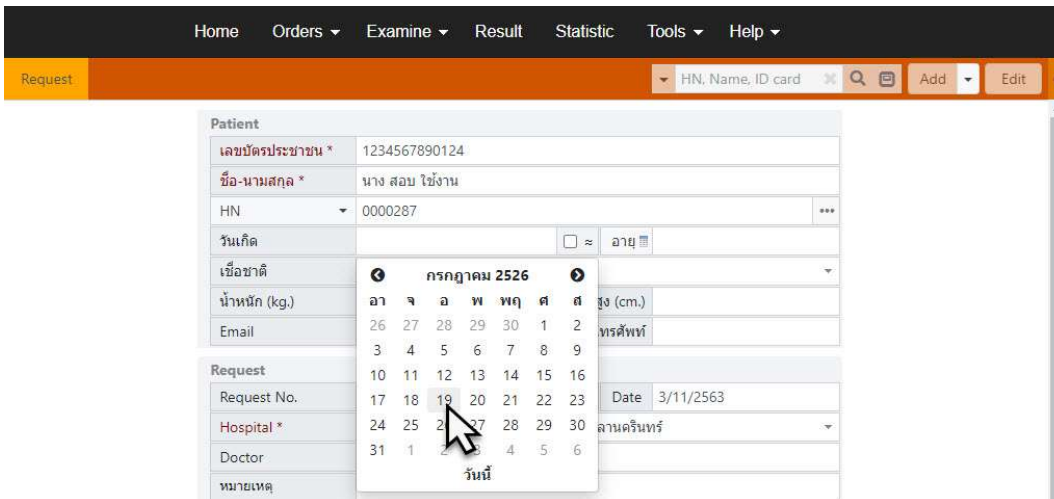 Home Orders Examine Result Statistic Tools Help
Request HN, Name, ID card Add Edit
Patient
เลขบัตรประชาชน * 1234567890124
ชื่อ-นามสกุล * นาง สอบ ใช้งาน
HN 0000287
วันเกิด ≈ อายุ
เชื้อชาติ
น้ำหนัก (kg.) สูง (cm.)
Email ทรศัพท์
กรกฎาคม 2526
อา จ อ พ พฤ ศ ส
26 27 28 29 30 1 2
3 4 5 6 7 8 9
10 11 12 13 14 15 16
17 18 19 20 21 22 23
24 25 27 28 29 30
31 1 2 3 4 5 6
วันนี้
Request
Request No. Date 3/11/2563
Hospital * ลานครินทร์
Doctor
หมายเหตุ